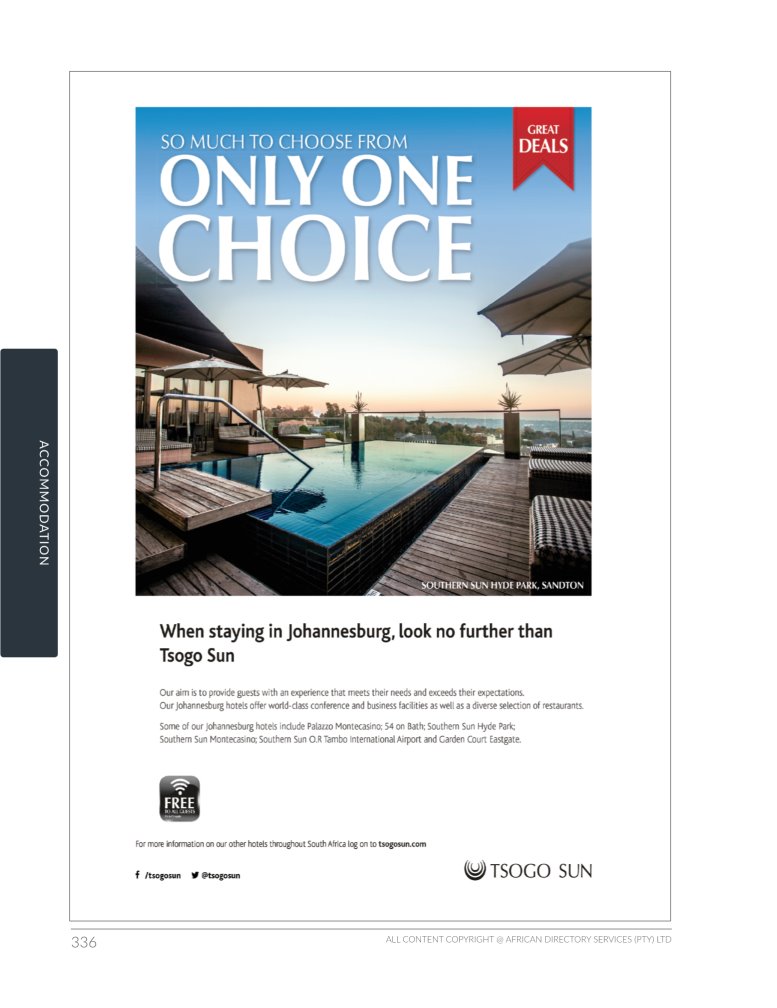 SO MUCH TO CHOOSE FROM
ONLY ONE
CHOICE
GREAT
DEALS
SOUTHERN SUN HYDE PARK, SANDTON
ACCOMMODATION
When staying in Johannesburg, look no further than
Tsogo Sun
Our aim is to provide guests with an experience that meets their needs and exceeds their expectations.
Our Johannesburg hotels offer world-class conference and business facilities as well as a diverse selection of restaurants.
Some of our Johannesburg hotels include Palazzo Montecasino; 54 on Bath; Southern Sun Hyde Park;
Southern Sun Montecasino; Southern Sun O.R Tambo International Airport and Garden Court Eastgate.
FREE
TO ALL GUESTS
For more information on our other hotels throughout South Africa log on to tsogosun.com
f /tsogosun @tsogosun
TSOGO SUN
336
ALL CONTENT COPYRIGHT @ AFRICAN DIRECTORY SERVICES (PTY) LTD